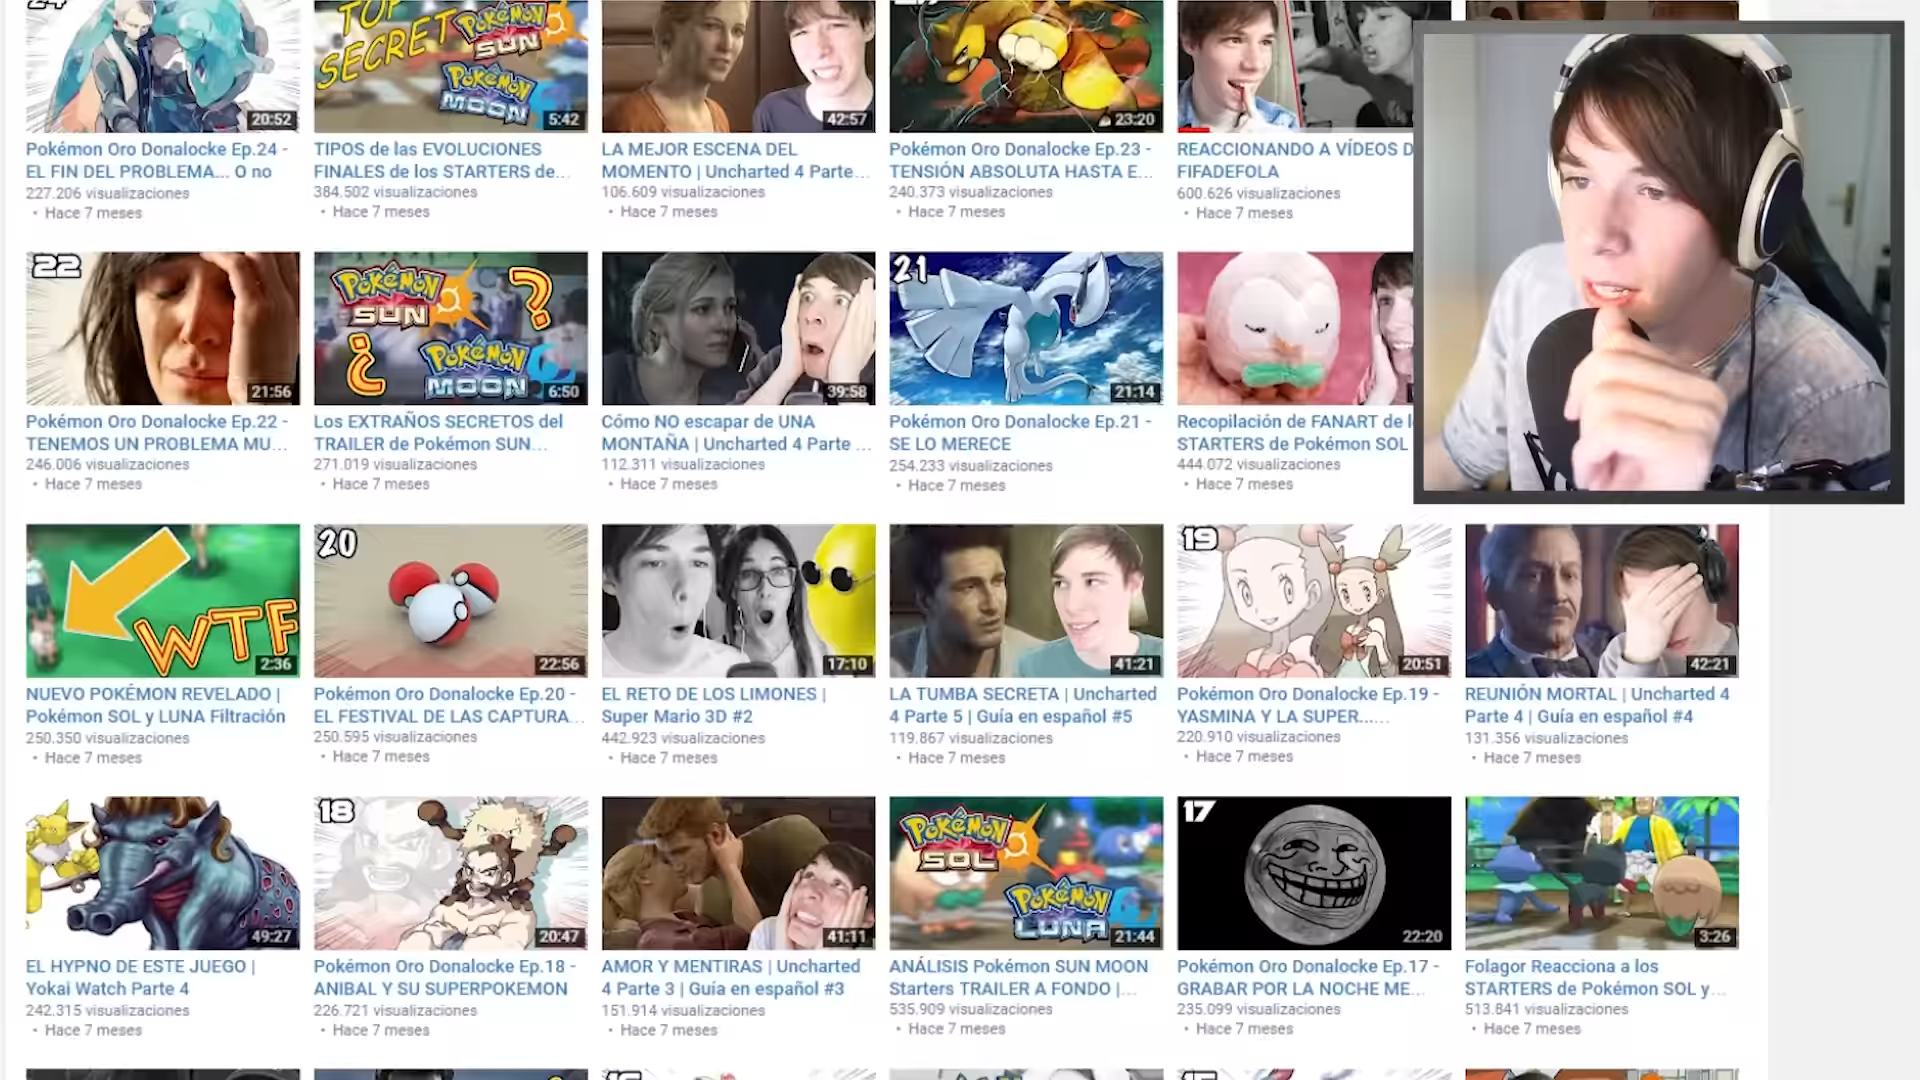 24
TOP
SECRET
POKÉMON
SUN
POKÉMON
MOON
20:52
5:42
42:57
23:20
Pokémon Oro Donalocke Ep.24 -
EL FIN DEL PROBLEMA... O no
227.206 visualizaciones
• Hace 7 meses
TIPOS de las EVOLUCIONES
FINALES de los STARTERS de...
384.502 visualizaciones
• Hace 7 meses
LA MEJOR ESCENA DEL
MOMENTO | Uncharted 4 Parte...
106.609 visualizaciones
• Hace 7 meses
Pokémon Oro Donalocke Ep.23 -
TENSIÓN ABSOLUTA HASTA E...
240.373 visualizaciones
• Hace 7 meses
REACCIONANDO A VÍDEOS D
FIFADEFOLA
600.626 visualizaciones
• Hace 7 meses
22
21:56
POKÉMON
SUN
?
¿
POKÉMON
MOON
6:50
39:58
21
21:14
Pokémon Oro Donalocke Ep.22 -
TENEMOS UN PROBLEMA MU...
246.006 visualizaciones
• Hace 7 meses
Los EXTRAÑOS SECRETOS del
TRAILER de Pokémon SUN...
271.019 visualizaciones
• Hace 7 meses
Cómo NO escapar de UNA
MONTAÑA | Uncharted 4 Parte ...
112.311 visualizaciones
• Hace 7 meses
Pokémon Oro Donalocke Ep.21 -
SE LO MERECE
254.233 visualizaciones
• Hace 7 meses
Recopilación de FANART de l
STARTERS de Pokémon SOL
444.072 visualizaciones
• Hace 7 meses
WTF
2:36
20
22:56
17:10
41:21
19
20:51
42:21
NUEVO POKÉMON REVELADO |
Pokémon SOL y LUNA Filtración
250.350 visualizaciones
• Hace 7 meses
Pokémon Oro Donalocke Ep.20 -
EL FESTIVAL DE LAS CAPTURA...
250.595 visualizaciones
• Hace 7 meses
EL RETO DE LOS LIMONES |
Super Mario 3D #2
442.923 visualizaciones
• Hace 7 meses
LA TUMBA SECRETA | Uncharted
4 Parte 5 | Guía en español #5
119.867 visualizaciones
• Hace 7 meses
Pokémon Oro Donalocke Ep.19 -
YASMINA Y LA SUPER......
220.910 visualizaciones
• Hace 7 meses
REUNIÓN MORTAL | Uncharted 4
Parte 4 | Guía en español #4
131.356 visualizaciones
• Hace 7 meses
49:27
18
20:47
41:11
POKÉMON
SOL
POKÉMON
LUNA
21:44
17
22:20
3:26
EL HYPNO DE ESTE JUEGO |
Yokai Watch Parte 4
242.315 visualizaciones
• Hace 7 meses
Pokémon Oro Donalocke Ep.18 -
ANIBAL Y SU SUPERPOKEMON
226.721 visualizaciones
• Hace 7 meses
AMOR Y MENTIRAS | Uncharted
4 Parte 3 | Guía en español #3
151.914 visualizaciones
• Hace 7 meses
ANÁLISIS Pokémon SUN MOON
Starters TRAILER A FONDO |...
535.909 visualizaciones
• Hace 7 meses
Pokémon Oro Donalocke Ep.17 -
GRABAR POR LA NOCHE ME...
235.099 visualizaciones
• Hace 7 meses
Folagor Reacciona a los
STARTERS de Pokémon SOL y...
513.841 visualizaciones
• Hace 7 meses